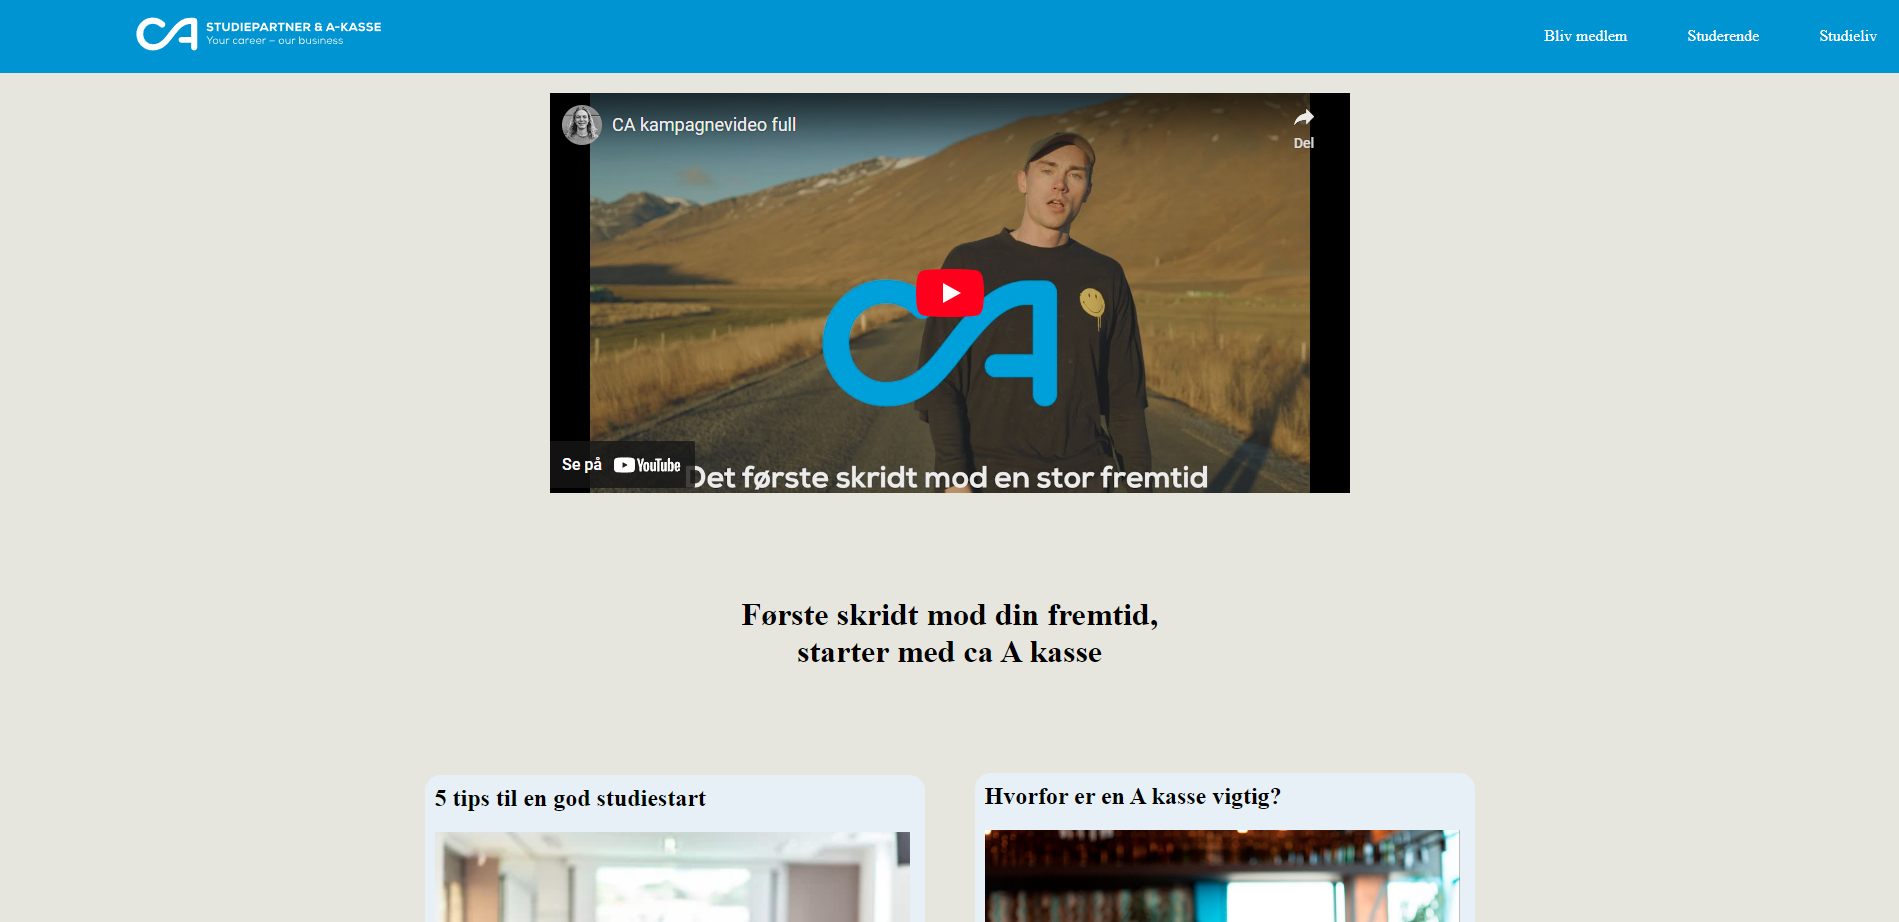 CA STUDIEPARTNER & A-KASSE
Your career – our business
Bliv medlem
Studerende
Studieliv
CA kampagnevideo full
Del
CA
Se på YouTube
Det første skridt mod en stor fremtid
Første skridt mod din fremtid,
starter med ca A kasse
5 tips til en god studiestart
Hvorfor er en A kasse vigtig?